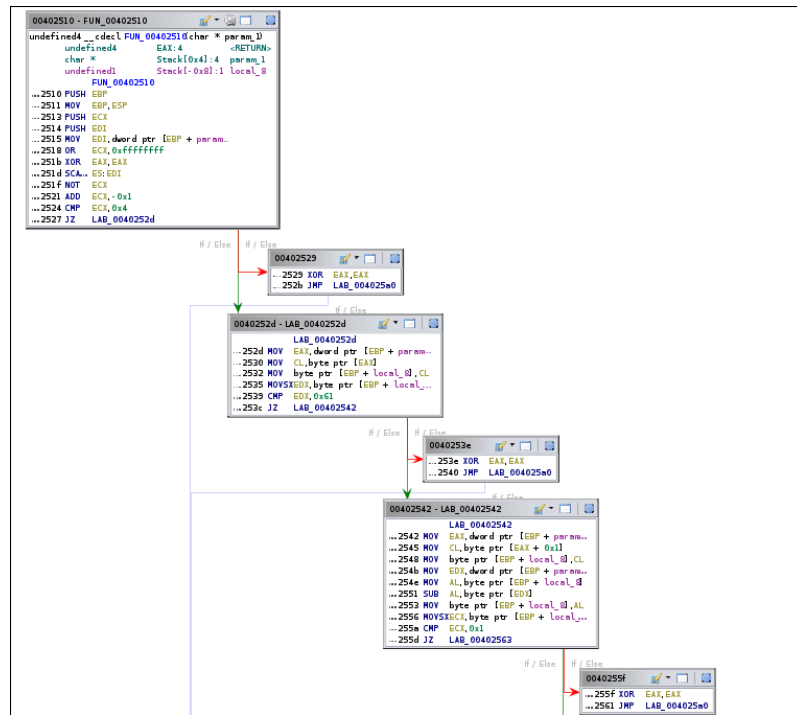 00402510 - FUN_00402510
undefined4 __cdecl FUN_00402510(char * param_1)
undefined4 EAX:4 <RETURN>
char * Stack[0x4]:4 param_1
undefined1 Stack[-0x8]:1 local_8
FUN_00402510
...2510 PUSH EBP
...2511 MOV EBP,ESP
...2513 PUSH ECX
...2514 PUSH EDI
...2515 MOV EDI,dword ptr [EBP + param...
...2518 OR ECX,0xffffffff
...251b XOR EAX,EAX
...251d SCA... ES:EDI
...251f NOT ECX
...2521 ADD ECX,-0x1
...2524 CMP ECX,0x4
...2527 JZ LAB_0040252d
If / Else If / Else
00402529
...2529 XOR EAX,EAX
...252b JMP LAB_004025a0
If / Else
0040252d - LAB_0040252d
LAB_0040252d
...252d MOV EAX,dword ptr [EBP + param...
...2530 MOV CL,byte ptr [EAX]
...2532 MOV byte ptr [EBP + local_8],CL
...2535 MOVSX EDX,byte ptr [EBP + local_...
...2539 CMP EDX,0x61
...253c JZ LAB_00402542
If / Else If / Else
0040253e
...253e XOR EAX,EAX
...2540 JMP LAB_004025a0
If / Else
00402542 - LAB_00402542
LAB_00402542
...2542 MOV EAX,dword ptr [EBP + param...
...2545 MOV CL,byte ptr [EAX + 0x1]
...2548 MOV byte ptr [EBP + local_8],CL
...254b MOV EDX,dword ptr [EBP + param...
...254e MOV AL,byte ptr [EBP + local_8]
...2551 SUB AL,byte ptr [EDX]
...2553 MOV byte ptr [EBP + local_8],AL
...2556 MOVSX ECX,byte ptr [EBP + local_...
...255a CMP ECX,0x1
...255d JZ LAB_00402563
If / Else If / Else
0040255f
...255f XOR EAX,EAX
...2561 JMP LAB_004025a0